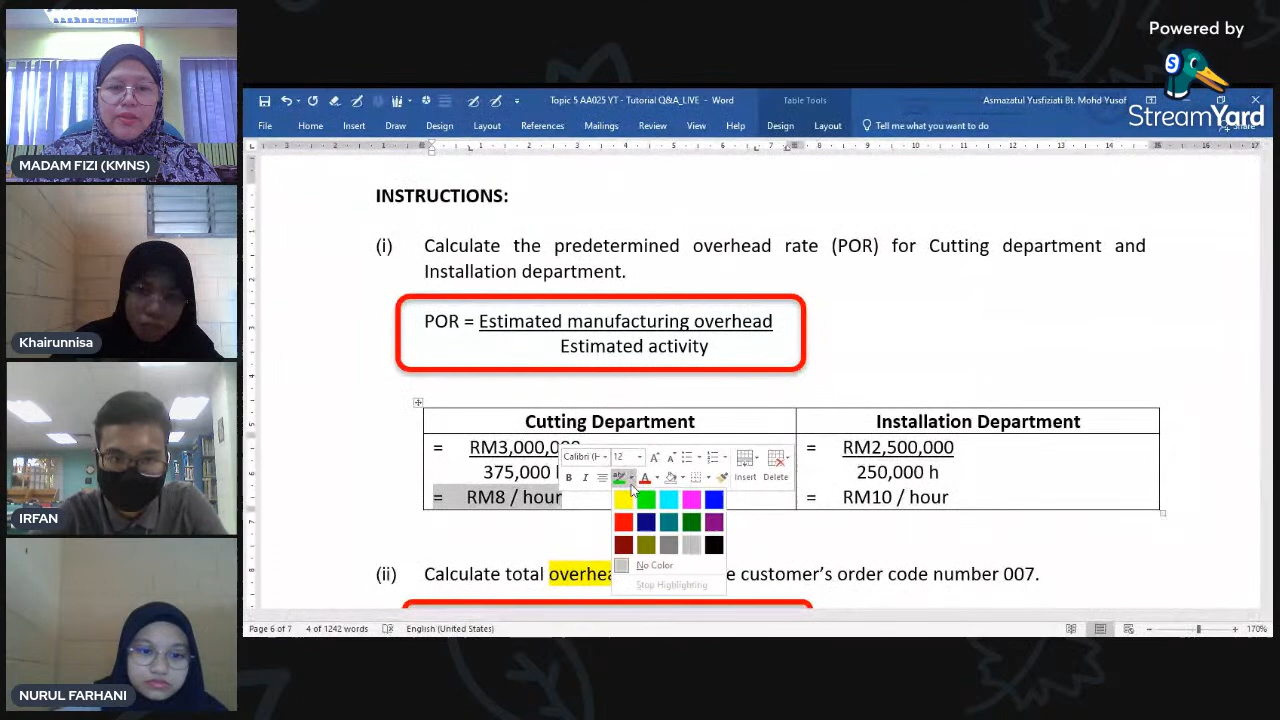 Powered by
StreamYard
MADAM FIZI (KMNS)
Khairunnisa
IRFAN
NURUL FARHANI
Topic 5 AA025 YT - Tutorial Q&A_LIVE - Word
Table Tools
Asmazatul Yusfiziati Bt. Mohd Yusof
File Home Insert Draw Design Layout References Mailings Review View Help Design Layout Tell me what you want to do
INSTRUCTIONS:
(i) Calculate the predetermined overhead rate (POR) for Cutting department and
Installation department.
POR = Estimated manufacturing overhead
Estimated activity
Cutting Department
= RM3,000,000
375,000
= RM8 / hour
Installation Department
= RM2,500,000
250,000 h
= RM10 / hour
Calibri (H 12
Insert Delete
No Color
Stop Highlighting
(ii) Calculate total customer's order code number 007.
Page 6 of 7 4 of 1242 words English (United States) 170%